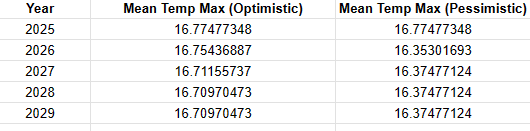 Year Mean Temp Max (Optimistic) Mean Temp Max (Pessimistic)
2025 16.77477348 16.77477348
2026 16.75436887 16.35301693
2027 16.71155737 16.37477124
2028 16.70970473 16.37477124
2029 16.70970473 16.37477124